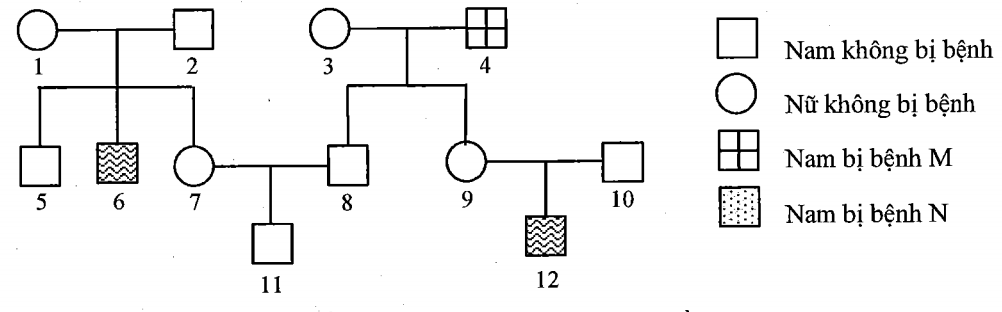 1 2 3 4
Nam không bị bệnh
Nữ không bị bệnh
Nam bị bệnh M
Nam bị bệnh N
5 6 7 8 9 10
11 12